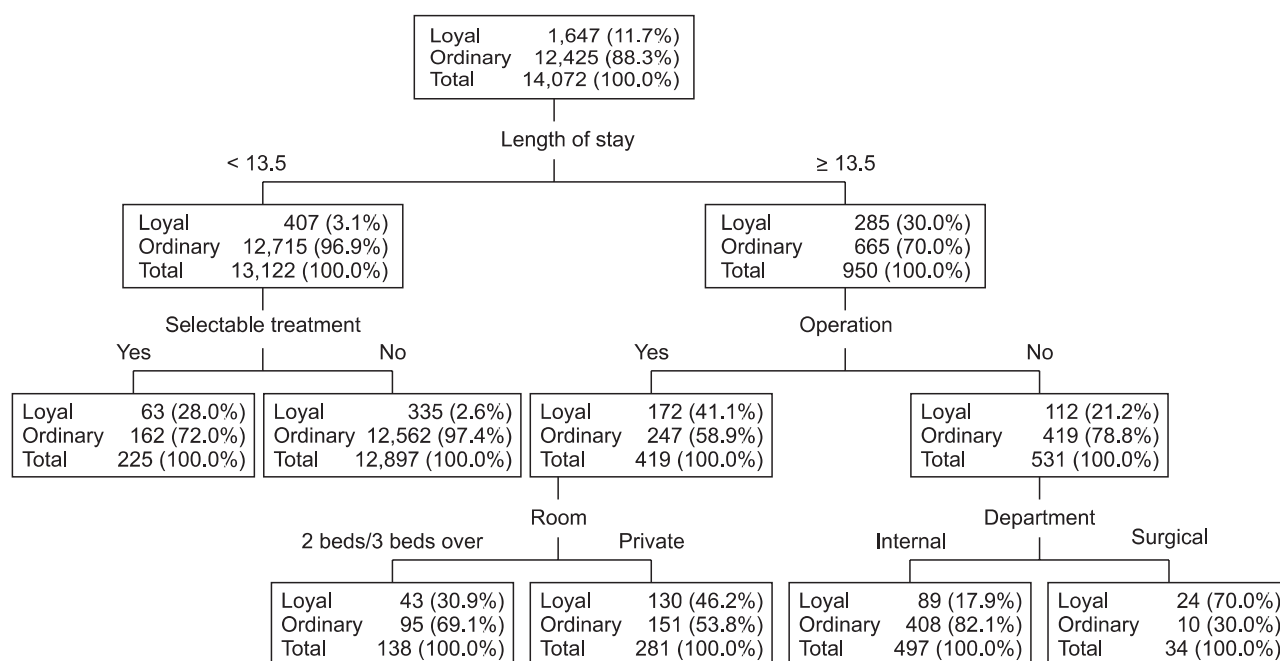 Loyal 1,647 (11.7%)
Ordinary 12,425 (88.3%)
Total 14,072 (100.0%)
Length of stay
< 13.5
≥ 13.5
Loyal 407 (3.1%)
Ordinary 12,715 (96.9%)
Total 13,122 (100.0%)
Loyal 285 (30.0%)
Ordinary 665 (70.0%)
Total 950 (100.0%)
Selectable treatment
Operation
Yes
No
Yes
No
Loyal 63 (28.0%)
Ordinary 162 (72.0%)
Total 225 (100.0%)
Loyal 335 (2.6%)
Ordinary 12,562 (97.4%)
Total 12,897 (100.0%)
Loyal 172 (41.1%)
Ordinary 247 (58.9%)
Total 419 (100.0%)
Loyal 112 (21.2%)
Ordinary 419 (78.8%)
Total 531 (100.0%)
Room
Department
2 beds/3 beds over
Private
Internal
Surgical
Loyal 43 (30.9%)
Ordinary 95 (69.1%)
Total 138 (100.0%)
Loyal 130 (46.2%)
Ordinary 151 (53.8%)
Total 281 (100.0%)
Loyal 89 (17.9%)
Ordinary 408 (82.1%)
Total 497 (100.0%)
Loyal 24 (70.0%)
Ordinary 10 (30.0%)
Total 34 (100.0%)